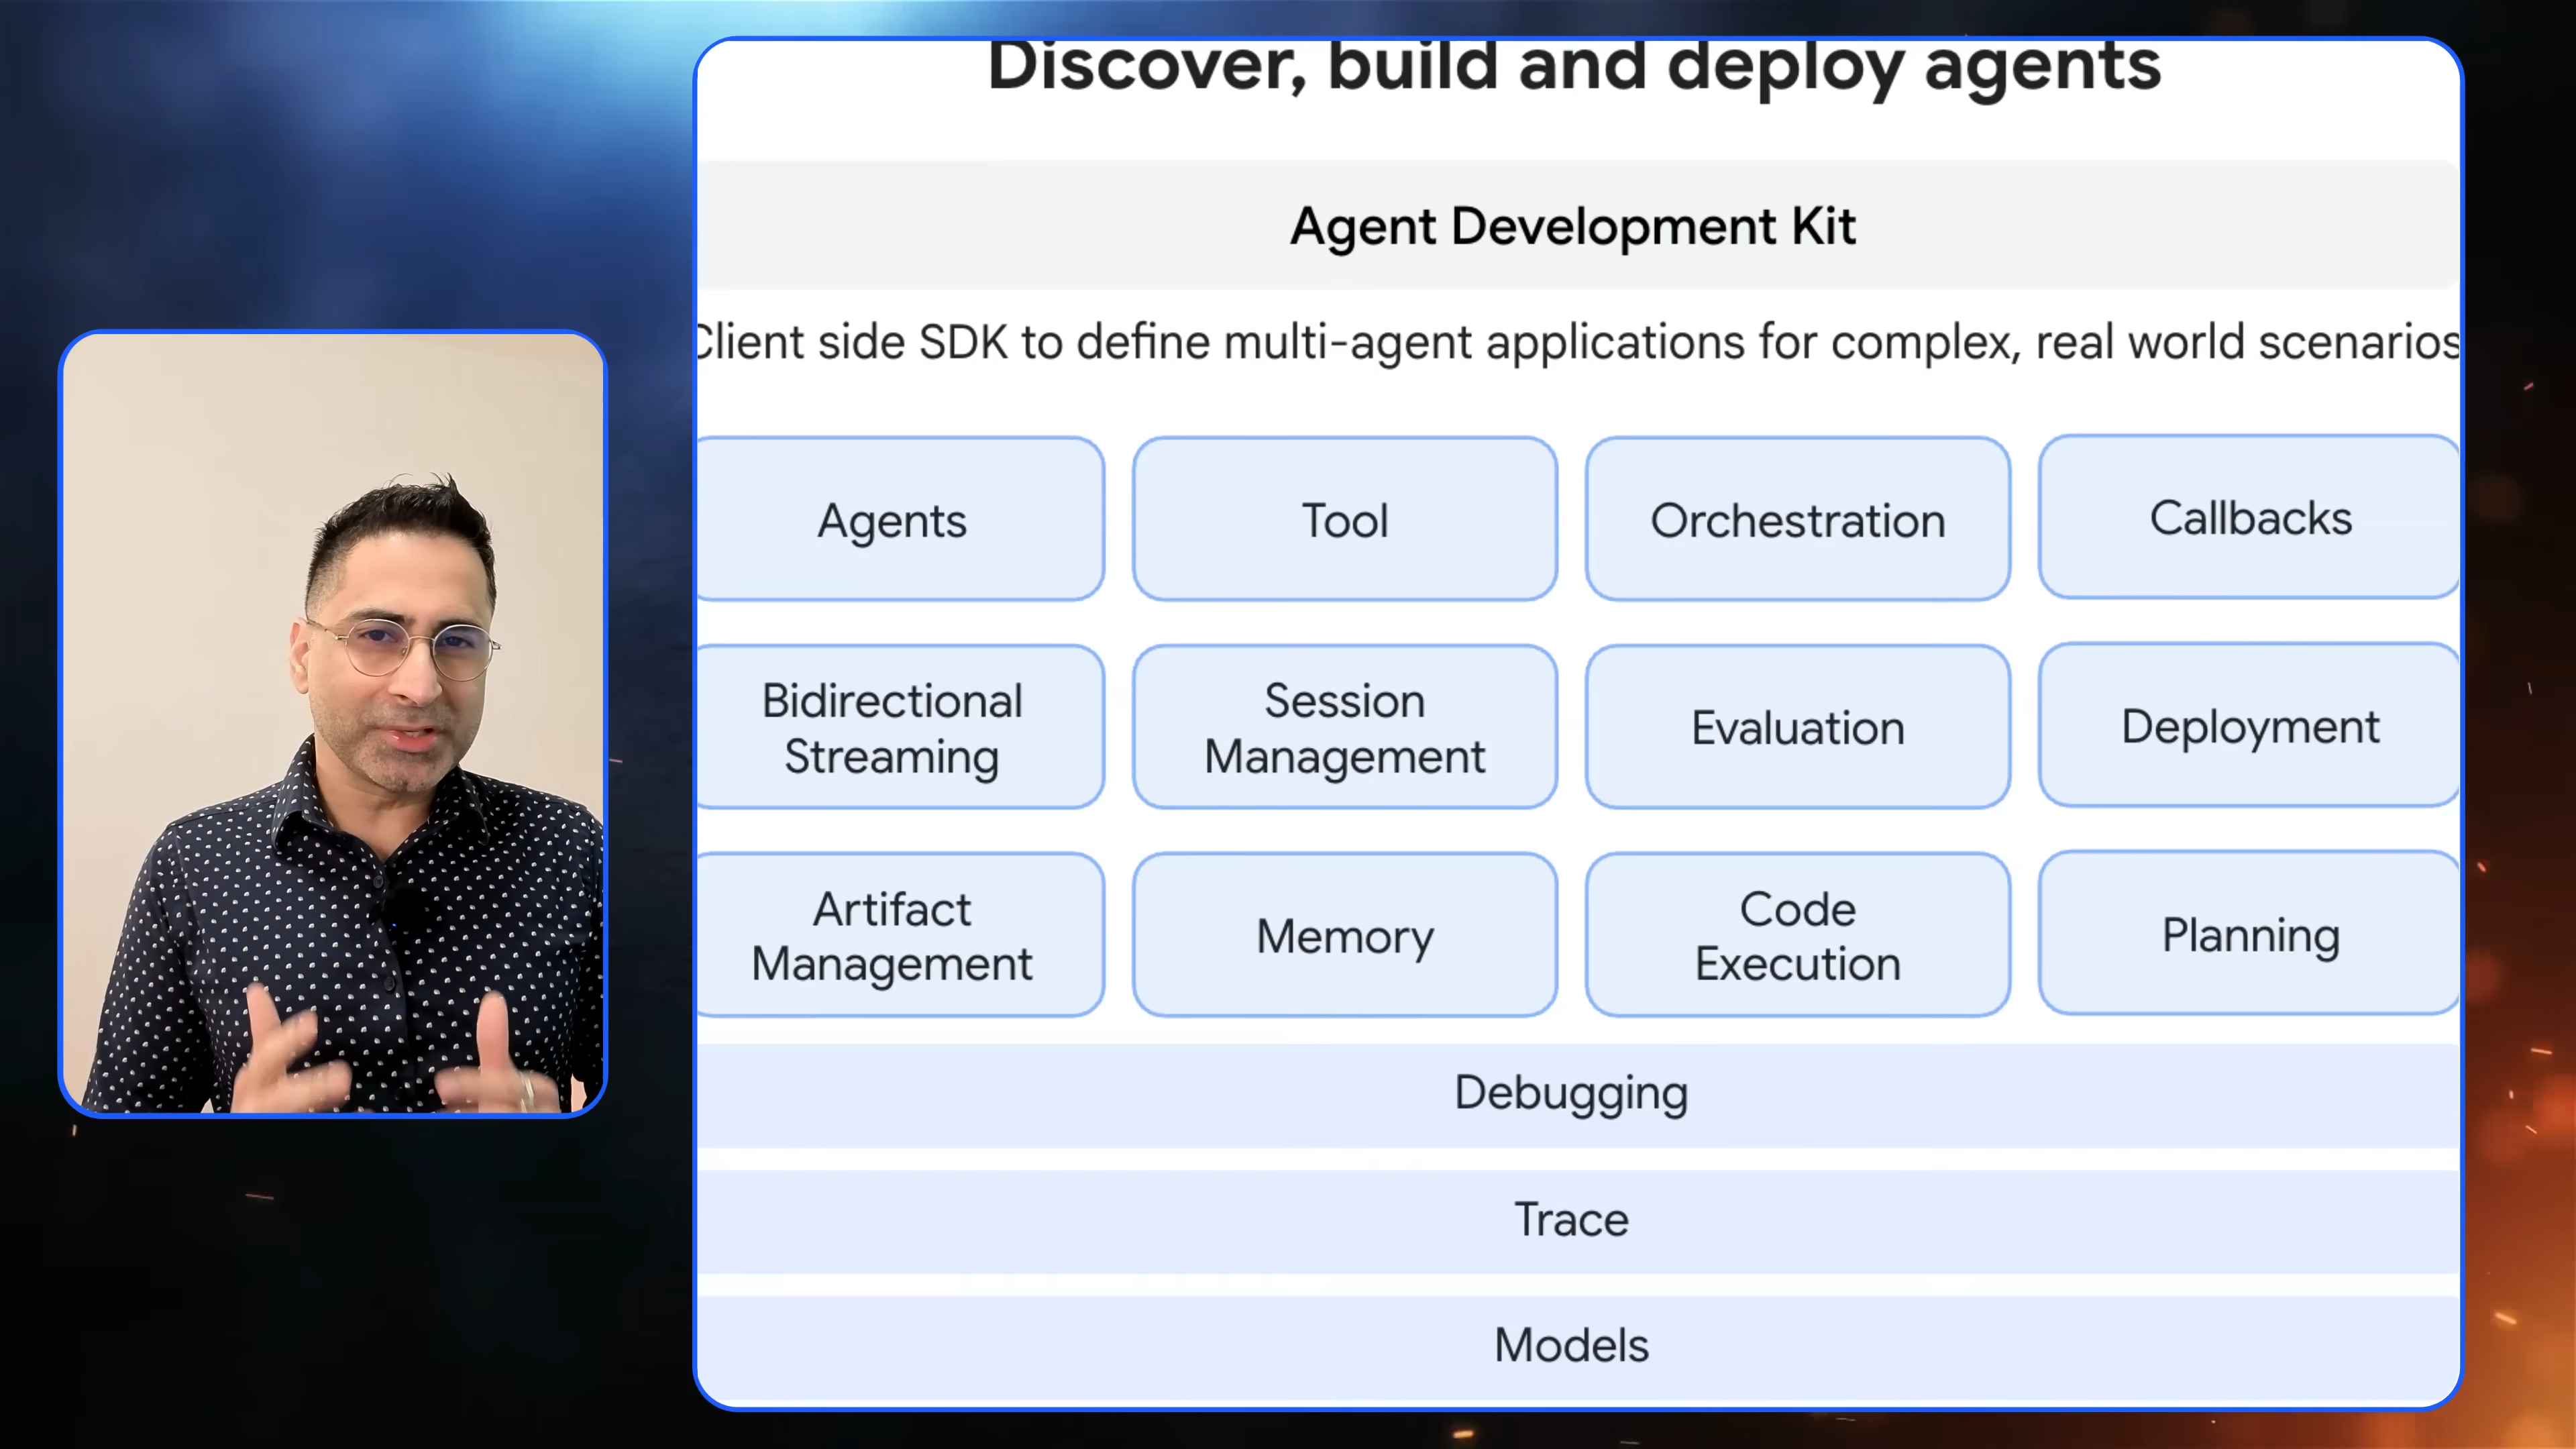 Discover, build and deploy agents
Agent Development Kit
Client side SDK to define multi-agent applications for complex, real world scenarios
Agents
Tool
Orchestration
Callbacks
Bidirectional
Streaming
Session
Management
Evaluation
Deployment
Artifact
Management
Memory
Code
Execution
Planning
Debugging
Trace
Models